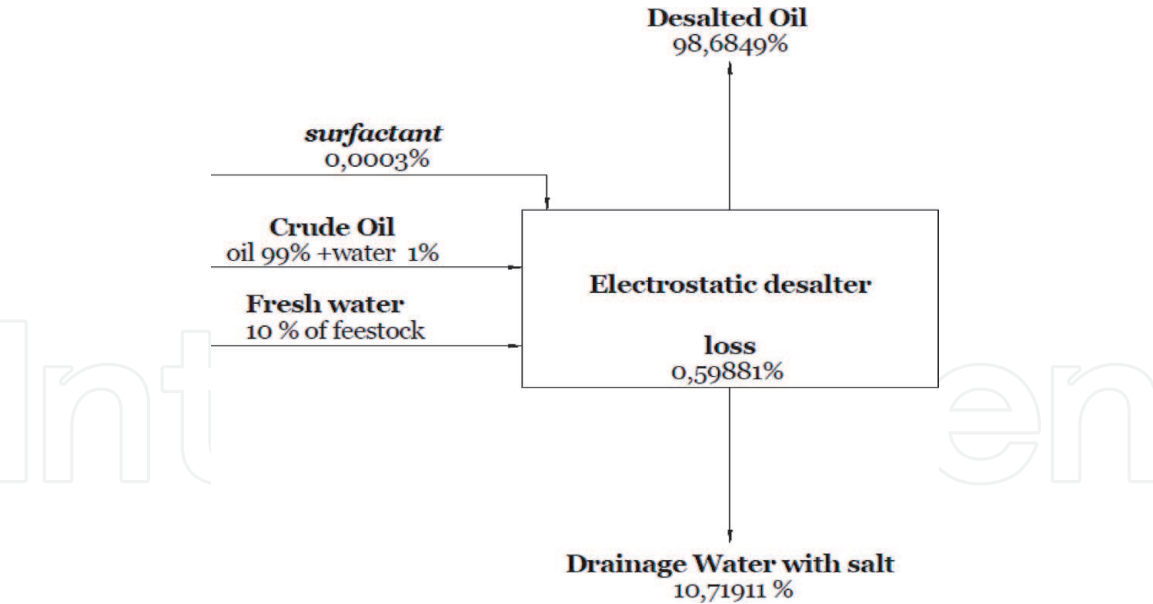 Desalted Oil
98,6849%
surfactant
0,0003%
Crude Oil
oil 99% +water 1%
Fresh water
10 % of feestock
Electrostatic desalter
loss
0,59881%
Drainage Water with salt
10,71911 %